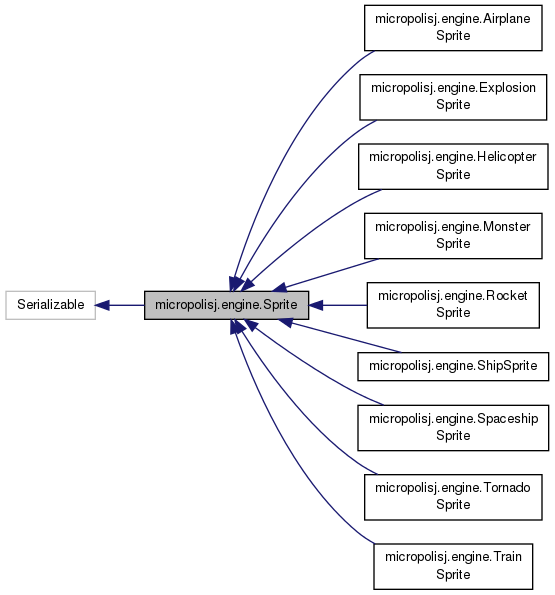 micropolisj.engine.Airplane
Sprite
micropolisj.engine.Explosion
Sprite
micropolisj.engine.Helicopter
Sprite
micropolisj.engine.Monster
Sprite
Serializable
micropolisj.engine.Sprite
micropolisj.engine.Rocket
Sprite
micropolisj.engine.ShipSprite
micropolisj.engine.Spaceship
Sprite
micropolisj.engine.Tornado
Sprite
micropolisj.engine.Train
Sprite